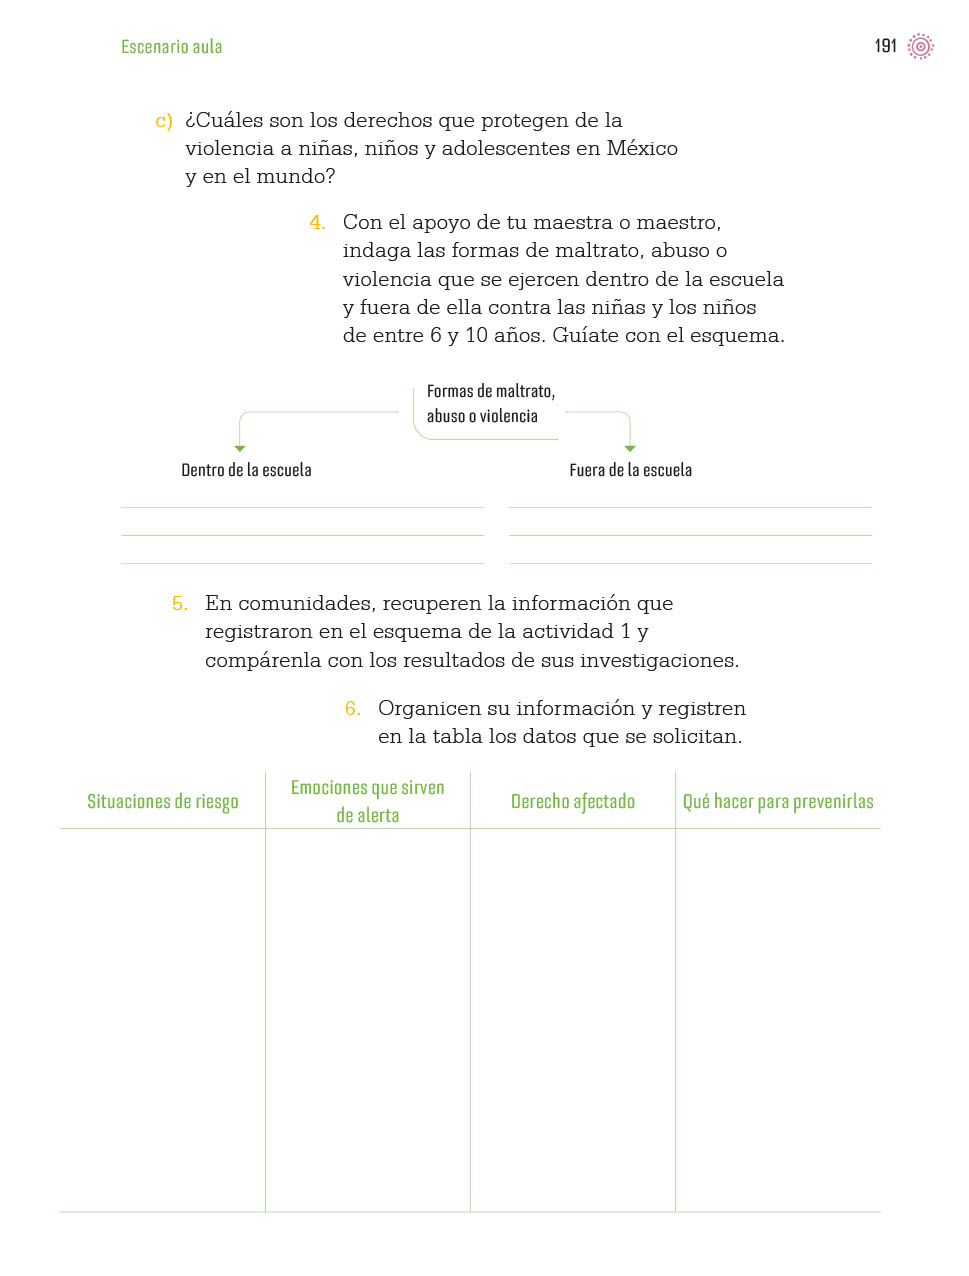 Escenario aula
191
c) ¿Cuáles son los derechos que protegen de la
violencia a niñas, niños y adolescentes en México
y en el mundo?
4. Con el apoyo de tu maestra o maestro,
indaga las formas de maltrato, abuso o
violencia que se ejercen dentro de la escuela
y fuera de ella contra las niñas y los niños
de entre 6 y 10 años. Guíate con el esquema.
Formas de maltrato,
abuso o violencia
Dentro de la escuela
Fuera de la escuela
5. En comunidades, recuperen la información que
registraron en el esquema de la actividad 1 y
compárenla con los resultados de sus investigaciones.
6. Organicen su información y registren
en la tabla los datos que se solicitan.
Situaciones de riesgo
Emociones que sirven
de alerta
Derecho afectado
Qué hacer para prevenirlas